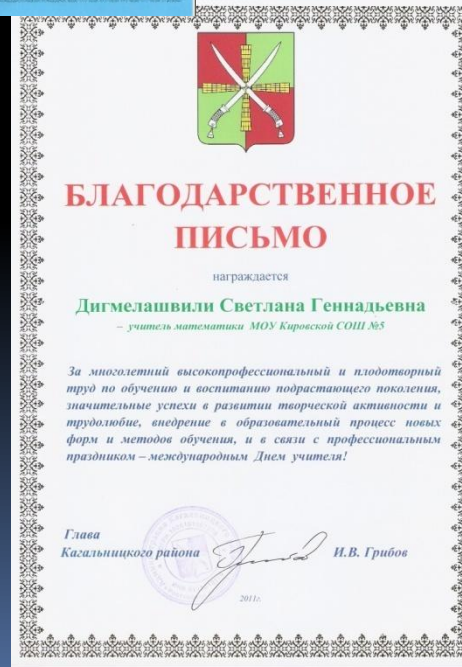 БЛАГОДАРСТВЕННОЕ
ПИСЬМО
награждается
Дигмелашвили Светлана Геннадьевна
– учитель математики МОУ Кировской СОШ №5
За многолетний высокопрофессиональный и плодотворный
труд по обучению и воспитанию подрастающего поколения,
значительные успехи в развитии творческой активности и
трудолюбие, внедрение в образовательный процесс новых
форм и методов обучения, и в связи с профессиональным
праздником – международным Днем учителя!
Глава
Кагальницкого района И.В. Грибов
2011г.